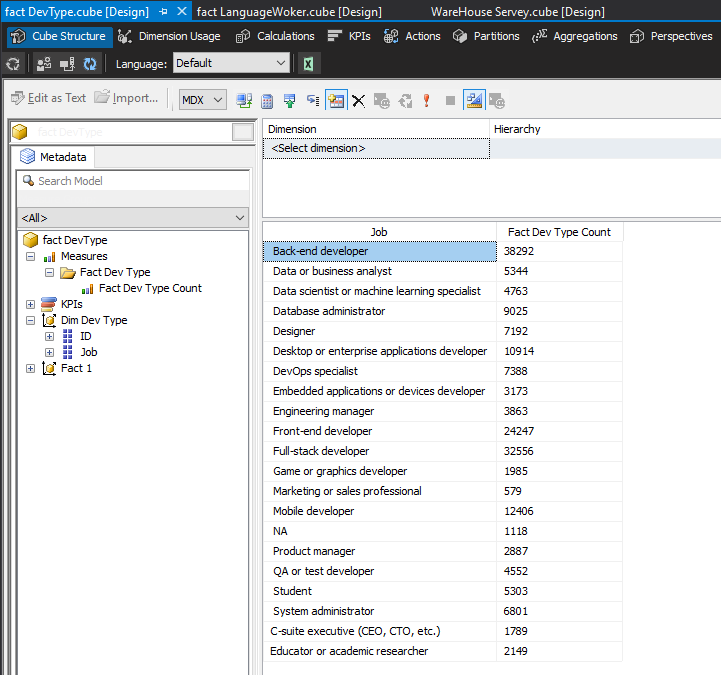 fact DevType.cube [Design] fact LanguageWoker.cube [Design] WareHouse Servey.cube [Design]
Cube Structure Dimension Usage Calculations KPIs Actions Partitions Aggregations Perspectives
Language: Default
Edit as Text Import... MDX
fact DevType
Metadata
Search Model
<All>
fact DevType
Measures
Fact Dev Type
Fact Dev Type Count
KPIs
Dim Dev Type
ID
Job
Fact 1
Dimension Hierarchy
<Select dimension>
Job Fact Dev Type Count
Back-end developer 38292
Data or business analyst 5344
Data scientist or machine learning specialist 4763
Database administrator 9025
Designer 7192
Desktop or enterprise applications developer 10914
DevOps specialist 7388
Embedded applications or devices developer 3173
Engineering manager 3863
Front-end developer 24247
Full-stack developer 32556
Game or graphics developer 1985
Marketing or sales professional 579
Mobile developer 12406
NA 1118
Product manager 2887
QA or test developer 4552
Student 5303
System administrator 6801
C-suite executive (CEO, CTO, etc.) 1789
Educator or academic researcher 2149